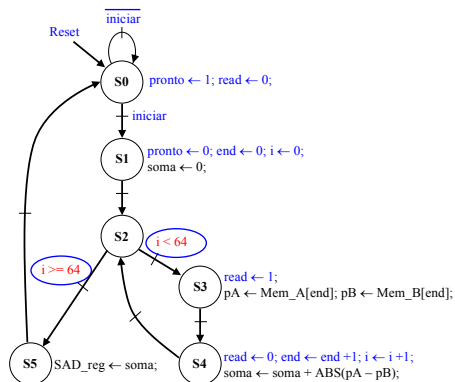 iniciar
Reset
S0
pronto ← 1; read ← 0;
iniciar
S1
pronto ← 0; end ← 0; i ← 0;
soma ← 0;
S2
i < 64
i >= 64
S3
read ← 1;
pA ← Mem_A[end]; pB ← Mem_B[end];
S5
SAD_reg ← soma;
S4
read ← 0; end ← end +1; i ← i +1;
soma ← soma + ABS(pA – pB);